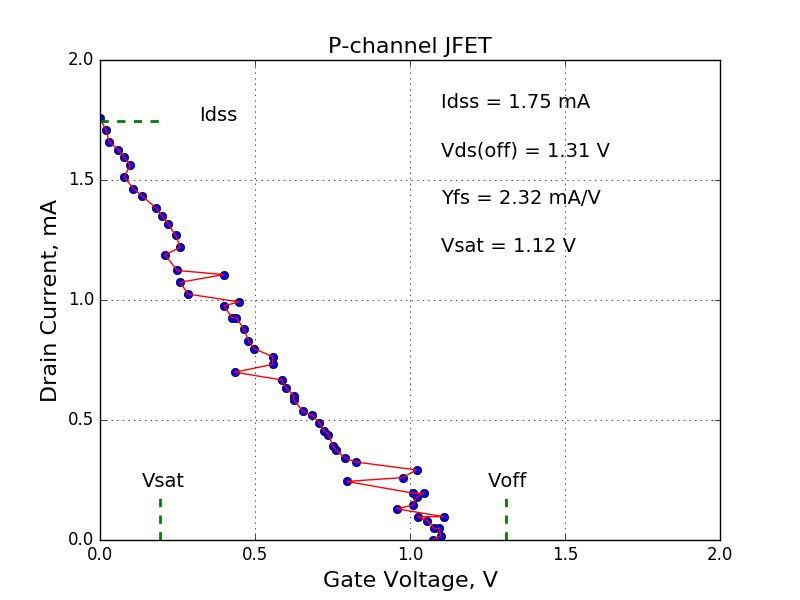 P-channel JFET
2.0
Idss
Idss = 1.75 mA
Vds(off) = 1.31 V
1.5
Yfs = 2.32 mA/V
Vsat = 1.12 V
Drain Current, mA
1.0
0.5
Vsat
Voff
0.0
0.0 0.5 1.0 1.5 2.0
Gate Voltage, V